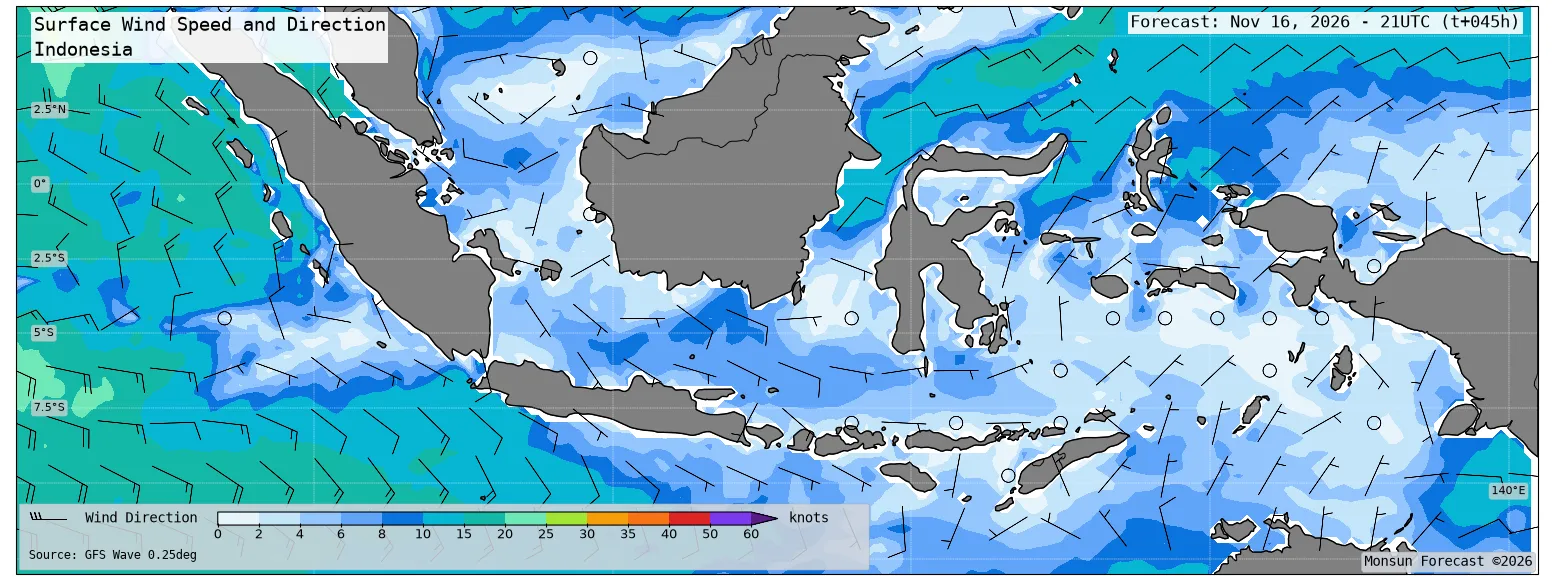 Surface Wind Speed and Direction
Indonesia
Forecast: Nov 16, 2026 - 21UTC (t+045h)
2.5°N
0°
2.5°S
5°S
7.5°S
140°E
Wind Direction
0 2 4 6 8 10 15 20 25 30 35 40 50 60
knots
Source: GFS Wave 0.25deg
Monsun Forecast ©2026